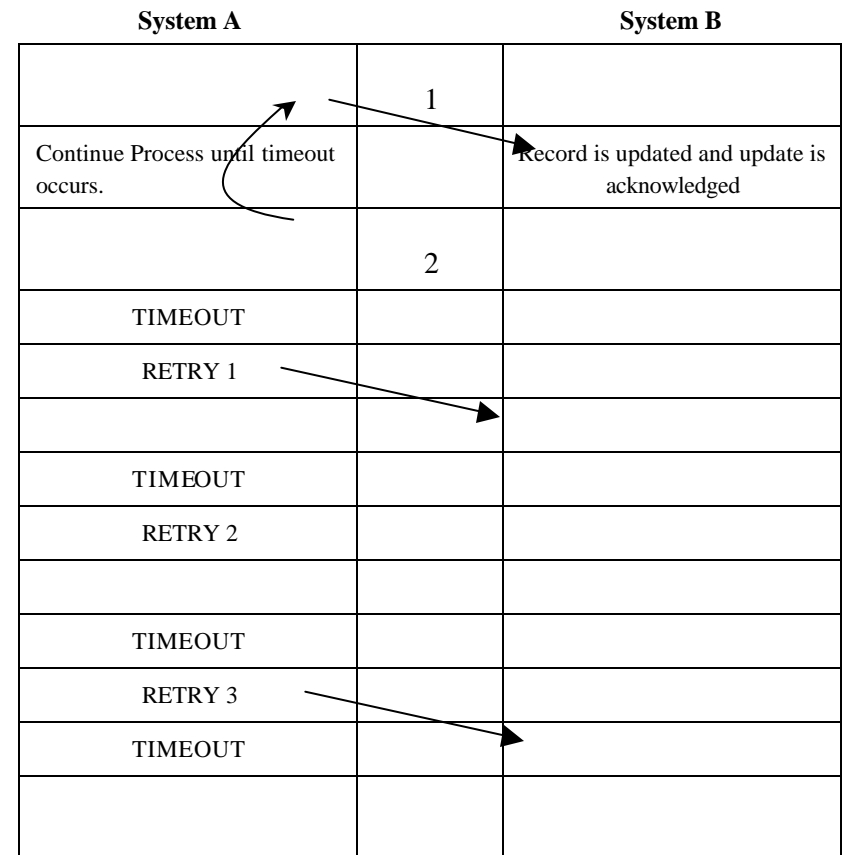 System A
System B
1
Continue Process until timeout
occurs.
Record is updated and update is
acknowledged
2
TIMEOUT
RETRY 1
TIMEOUT
RETRY 2
TIMEOUT
RETRY 3
TIMEOUT